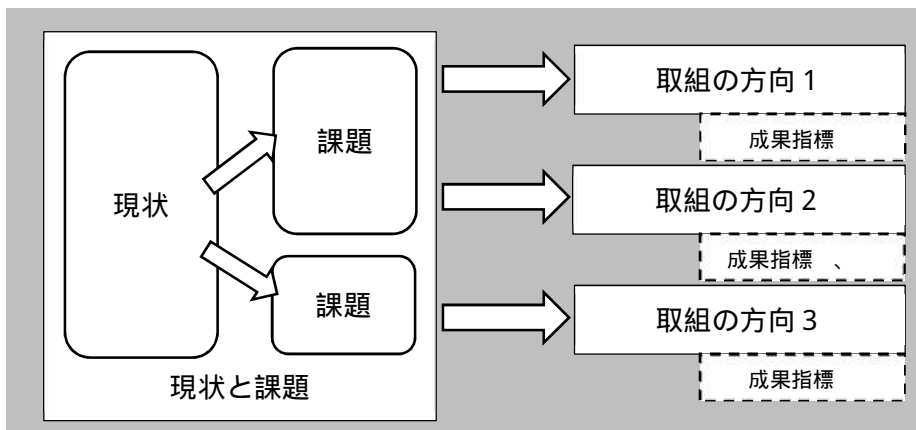 現状
課題
課題
現状と課題
取組の方向1
成果指標
取組の方向2
成果指標　、
取組の方向3
成果指標